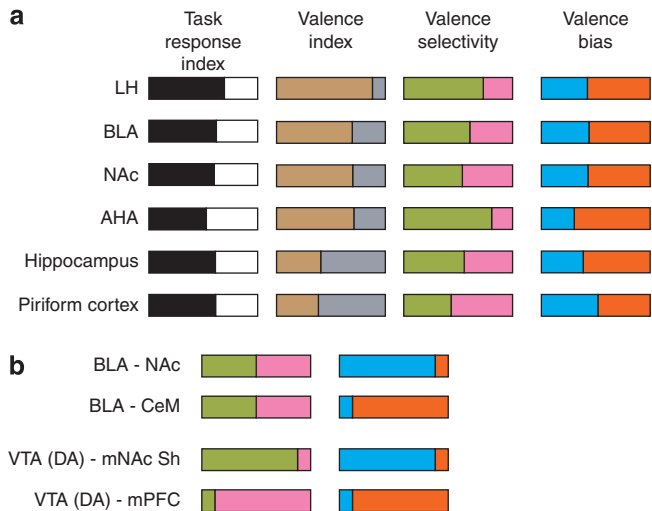 a
Task
response
index
Valence
index
Valence
selectivity
Valence
bias
LH
BLA
NAc
AHA
Hippocampus
Piriform cortex
b
BLA - NAc
BLA - CeM
VTA (DA) - mNAc Sh
VTA (DA) - mPFC